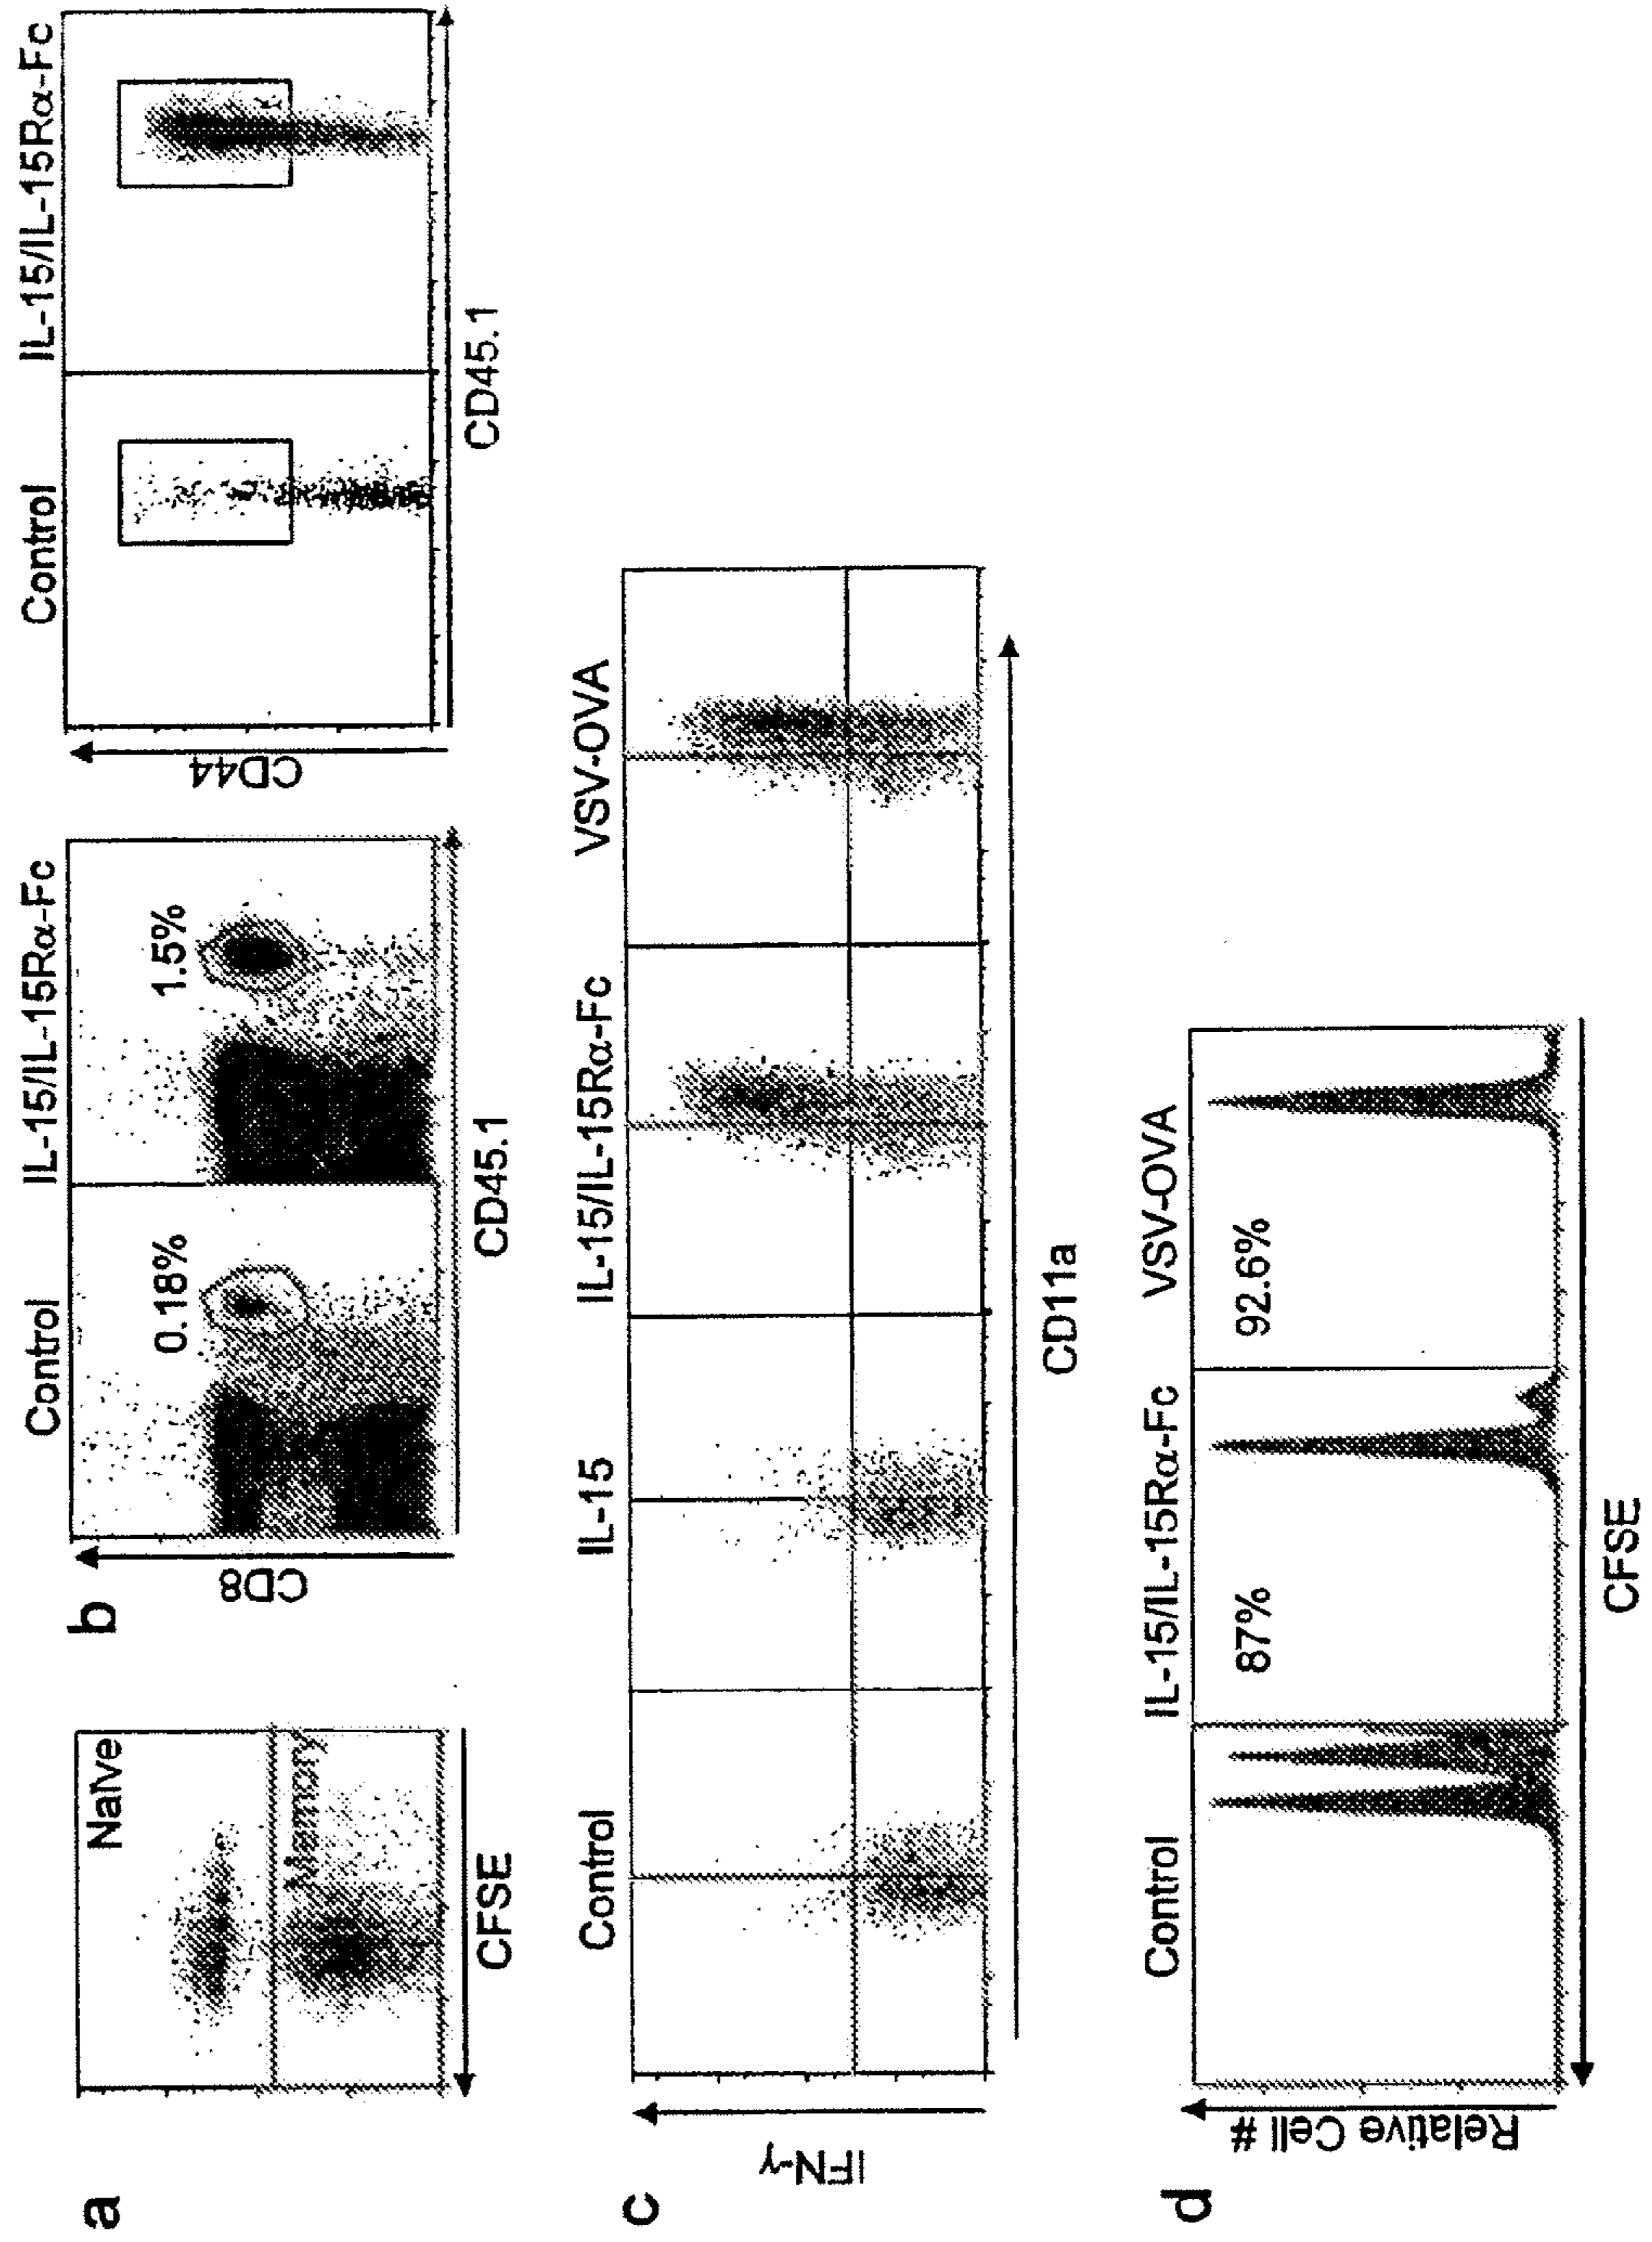 a
Naïve
Memory
CFSE
b
Control
IL-15/IL-15Rα-Fc
0.18%
1.5%
CD8
CD45.1
Control
IL-15/IL-15Rα-Fc
CD44
CD45.1
c
Control
IL-15
IL-15/IL-15Rα-Fc
VSV-OVA
IFN-γ
CD11a
d
Control
IL-15/IL-15Rα-Fc
VSV-OVA
87%
92.6%
Relative Cell #
CFSE